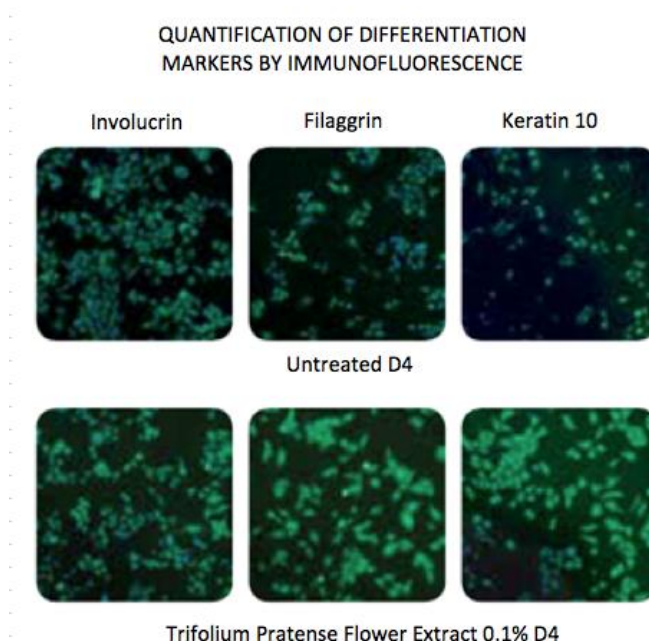 QUANTIFICATION OF DIFFERENTIATION
MARKERS BY IMMUNOFLUORESCENCE
Involucrin
Filaggrin
Keratin 10
Untreated D4
Trifolium Pratense Flower Extract 0.1% D4